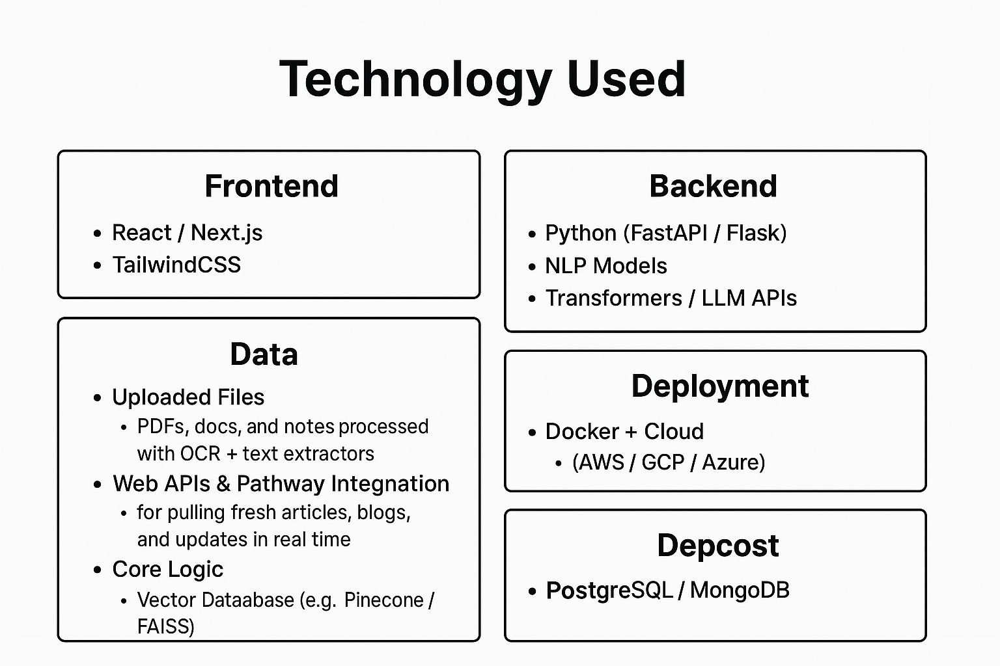 Technology Used
Frontend
• React / Next.js
• TailwindCSS
Data
• Uploaded Files
• PDFs, docs, and notes processed
with OCR + text extractors
• Web APIs & Pathway Integnation
• for pulling fresh articles, blogs,
and updates in real time
• Core Logic
• Vector Dataabase (e.g. Pinecone /
FAISS)
Backend
• Python (FastAPI / Flask)
• NLP Models
• Transformers / LLM APIs
Deployment
• Docker + Cloud
• (AWS / GCP / Azure)
Depcost
• PostgreSQL / MongoDB